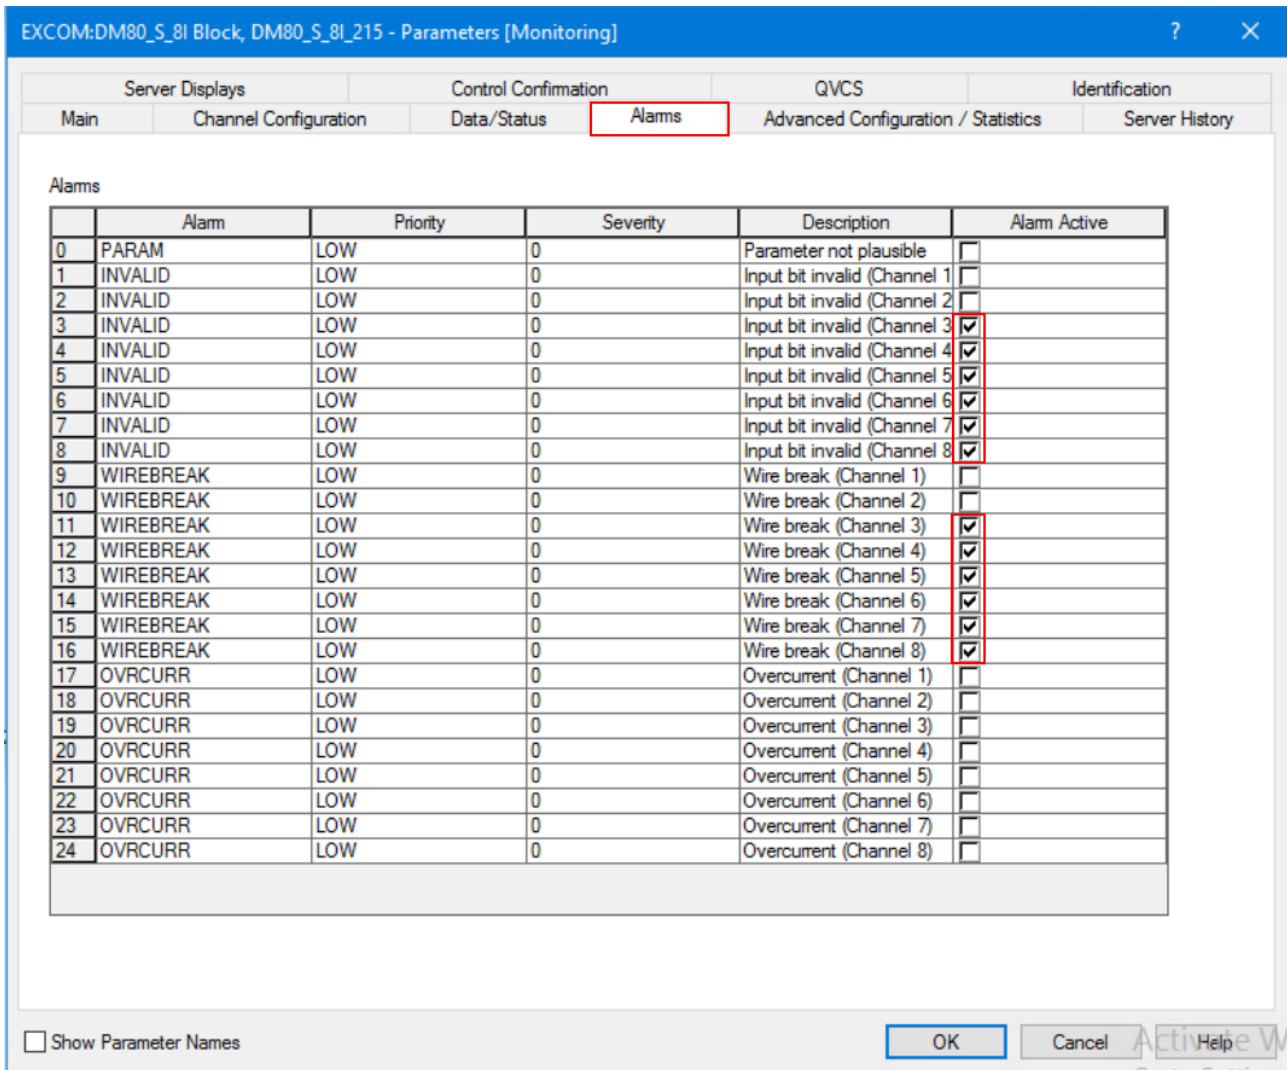 EXCOM:DM80_S_8I Block, DM80_S_8I_215 - Parameters [Monitoring] ? ×
Server Displays Control Confirmation QVCS Identification
Main Channel Configuration Data/Status Alarms Advanced Configuration / Statistics Server History
Alarms
Alarm Priority Severity Description Alarm Active
0 PARAM LOW 0 Parameter not plausible
1 INVALID LOW 0 Input bit invalid (Channel 1
2 INVALID LOW 0 Input bit invalid (Channel 2
3 INVALID LOW 0 Input bit invalid (Channel 3
4 INVALID LOW 0 Input bit invalid (Channel 4
5 INVALID LOW 0 Input bit invalid (Channel 5
6 INVALID LOW 0 Input bit invalid (Channel 6
7 INVALID LOW 0 Input bit invalid (Channel 7
8 INVALID LOW 0 Input bit invalid (Channel 8
9 WIREBREAK LOW 0 Wire break (Channel 1)
10 WIREBREAK LOW 0 Wire break (Channel 2)
11 WIREBREAK LOW 0 Wire break (Channel 3)
12 WIREBREAK LOW 0 Wire break (Channel 4)
13 WIREBREAK LOW 0 Wire break (Channel 5)
14 WIREBREAK LOW 0 Wire break (Channel 6)
15 WIREBREAK LOW 0 Wire break (Channel 7)
16 WIREBREAK LOW 0 Wire break (Channel 8)
17 OVRCURR LOW 0 Overcurrent (Channel 1)
18 OVRCURR LOW 0 Overcurrent (Channel 2)
19 OVRCURR LOW 0 Overcurrent (Channel 3)
20 OVRCURR LOW 0 Overcurrent (Channel 4)
21 OVRCURR LOW 0 Overcurrent (Channel 5)
22 OVRCURR LOW 0 Overcurrent (Channel 6)
23 OVRCURR LOW 0 Overcurrent (Channel 7)
24 OVRCURR LOW 0 Overcurrent (Channel 8)
Show Parameter Names OK Cancel Help
Activate W